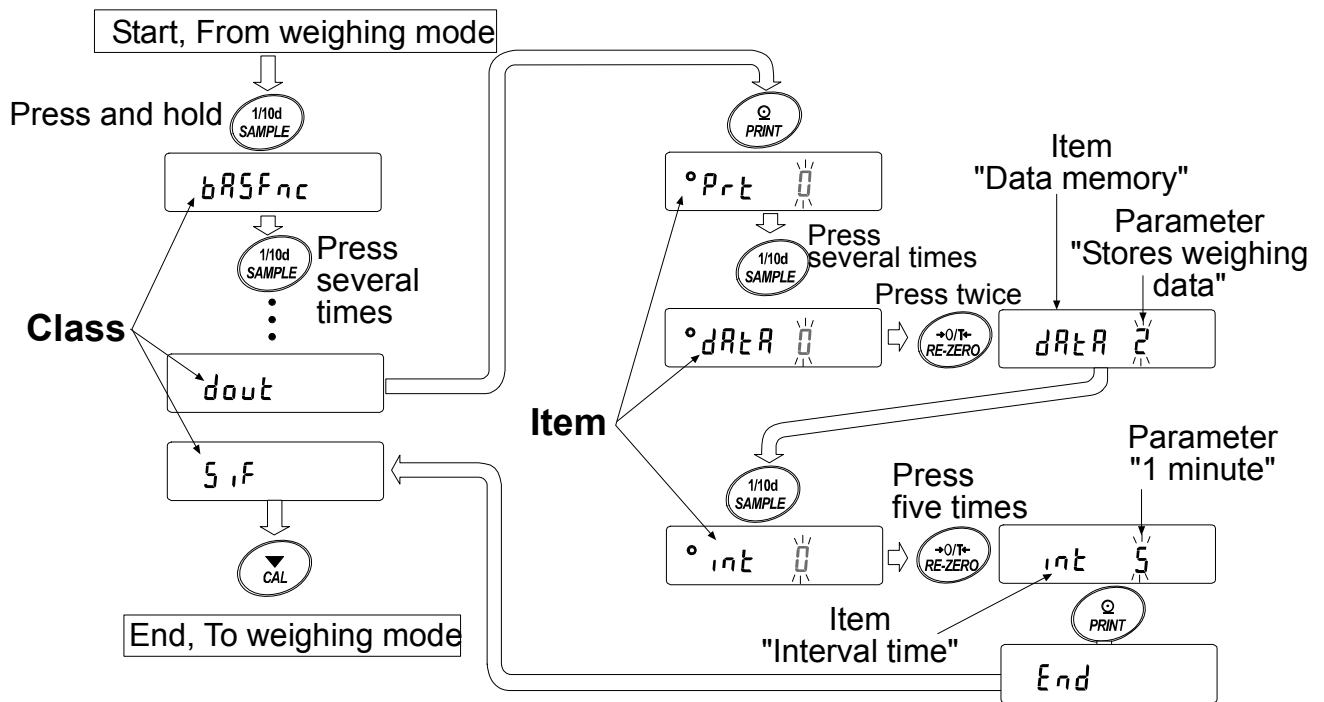 Start, From weighing mode
Press and hold
1/10d
SAMPLE
bASFnc
1/10d
SAMPLE
Press
several
times
Class
dout
S iF
CAL
End, To weighing mode
PRINT
Prt 0
1/10d
SAMPLE
Press
several times
Item
dAtA 0
Press twice
→0/T←
RE-ZERO
Item
"Data memory"
Parameter
"Stores weighing
data"
dAtA 2
1/10d
SAMPLE
int 0
Press
five times
→0/T←
RE-ZERO
Parameter
"1 minute"
int 5
Item
"Interval time"
PRINT
End